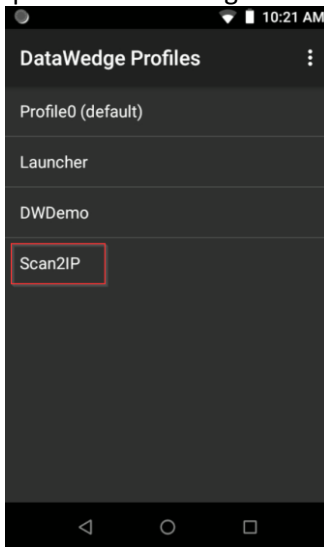 10:21 AM
DataWedge Profiles
Profile0 (default)
Launcher
DWDemo
Scan2IP